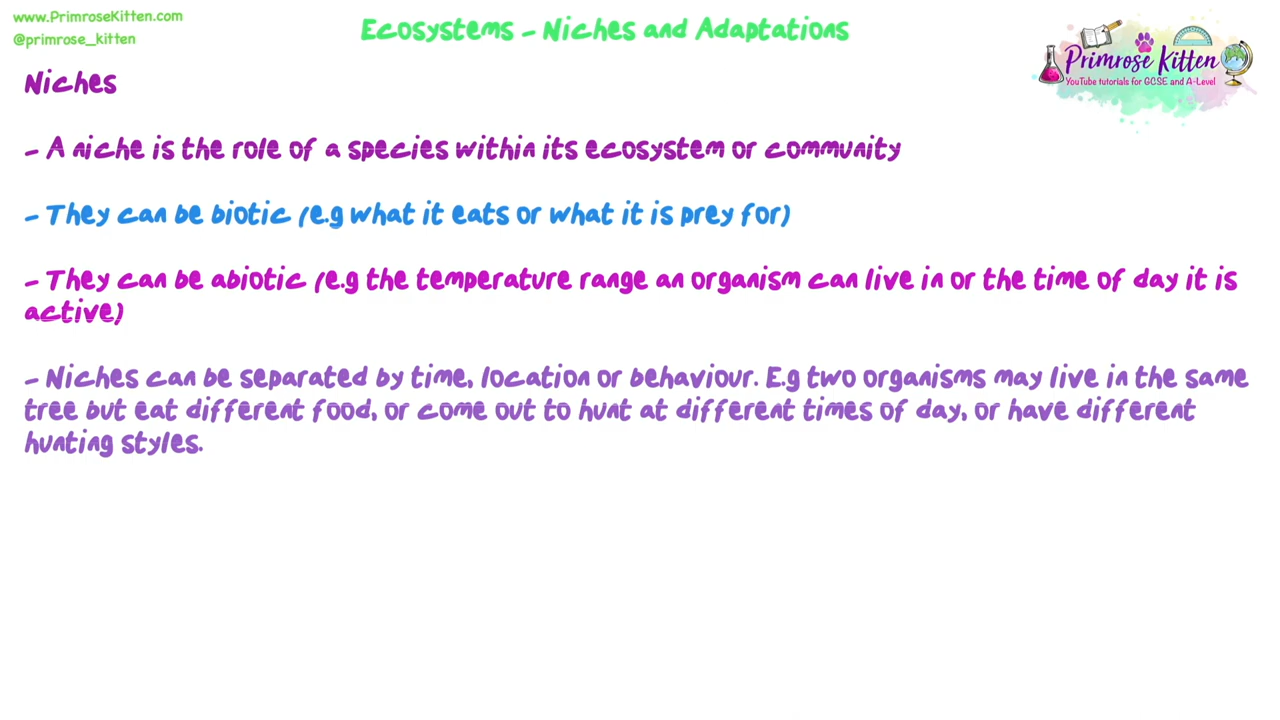 www.PrimroseKitten.com
@primrose_kitten
Ecosystems - Niches and Adaptations
Primrose Kitten
YouTube tutorials for GCSE and A-Level
Niches
- A niche is the role of a species within its ecosystem or community
- They can be biotic (e.g what it eats or what it is prey for)
- They can be abiotic (e.g the temperature range an organism can live in or the time of day it is
active)
- Niches can be separated by time, location or behaviour. E.g two organisms may live in the same
tree but eat different food, or come out to hunt at different times of day, or have different
hunting styles.